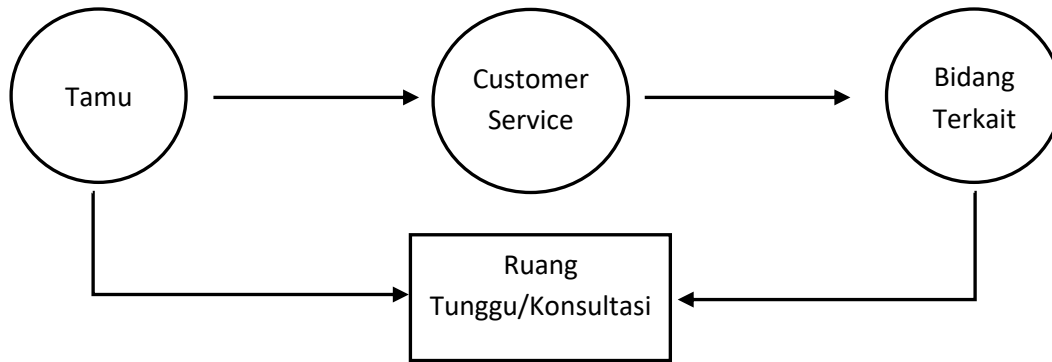 Tamu
Customer
Service
Bidang
Terkait
Ruang
Tunggu/Konsultasi